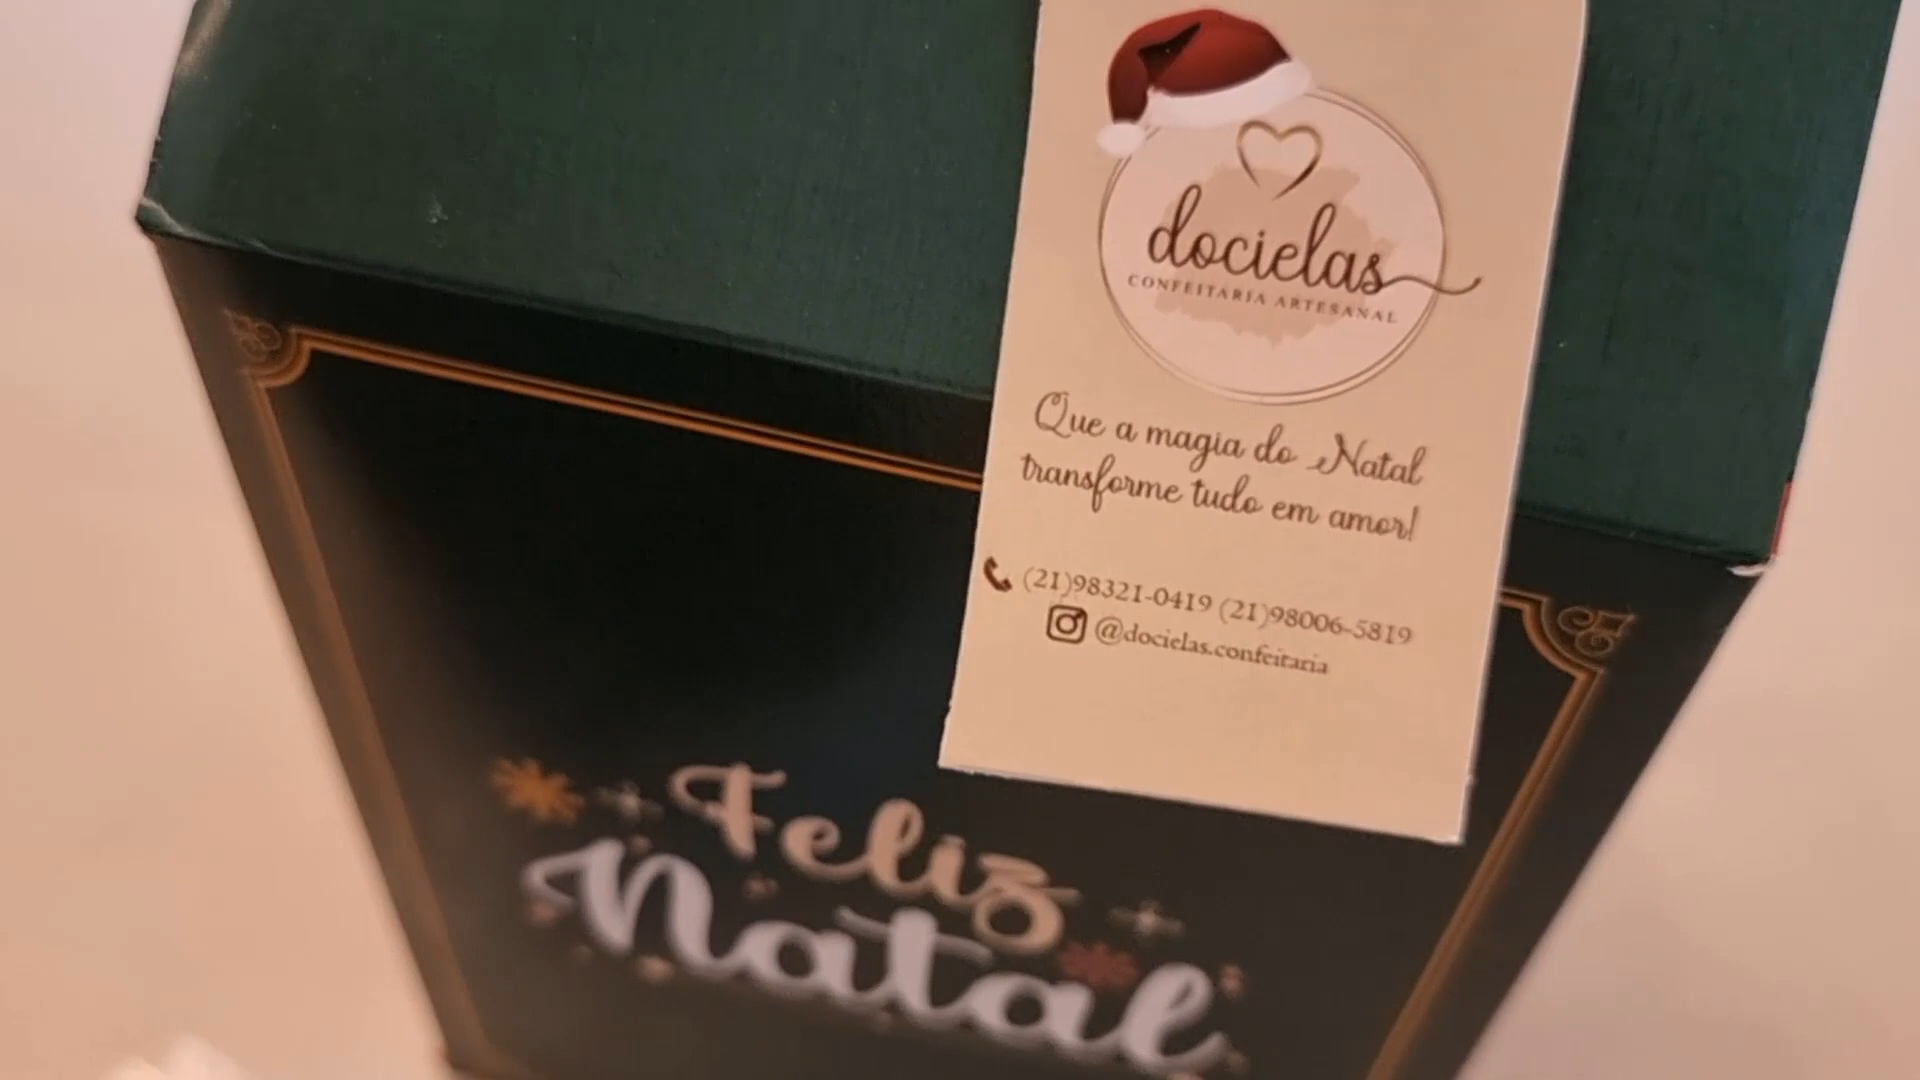 docielas
CONFEITARIA ARTESANAL
Que a magia do Natal
transforme tudo em amor!
(21)98321-0419 (21)98006-5819
@docielas.confeitaria
Feliz
Natal